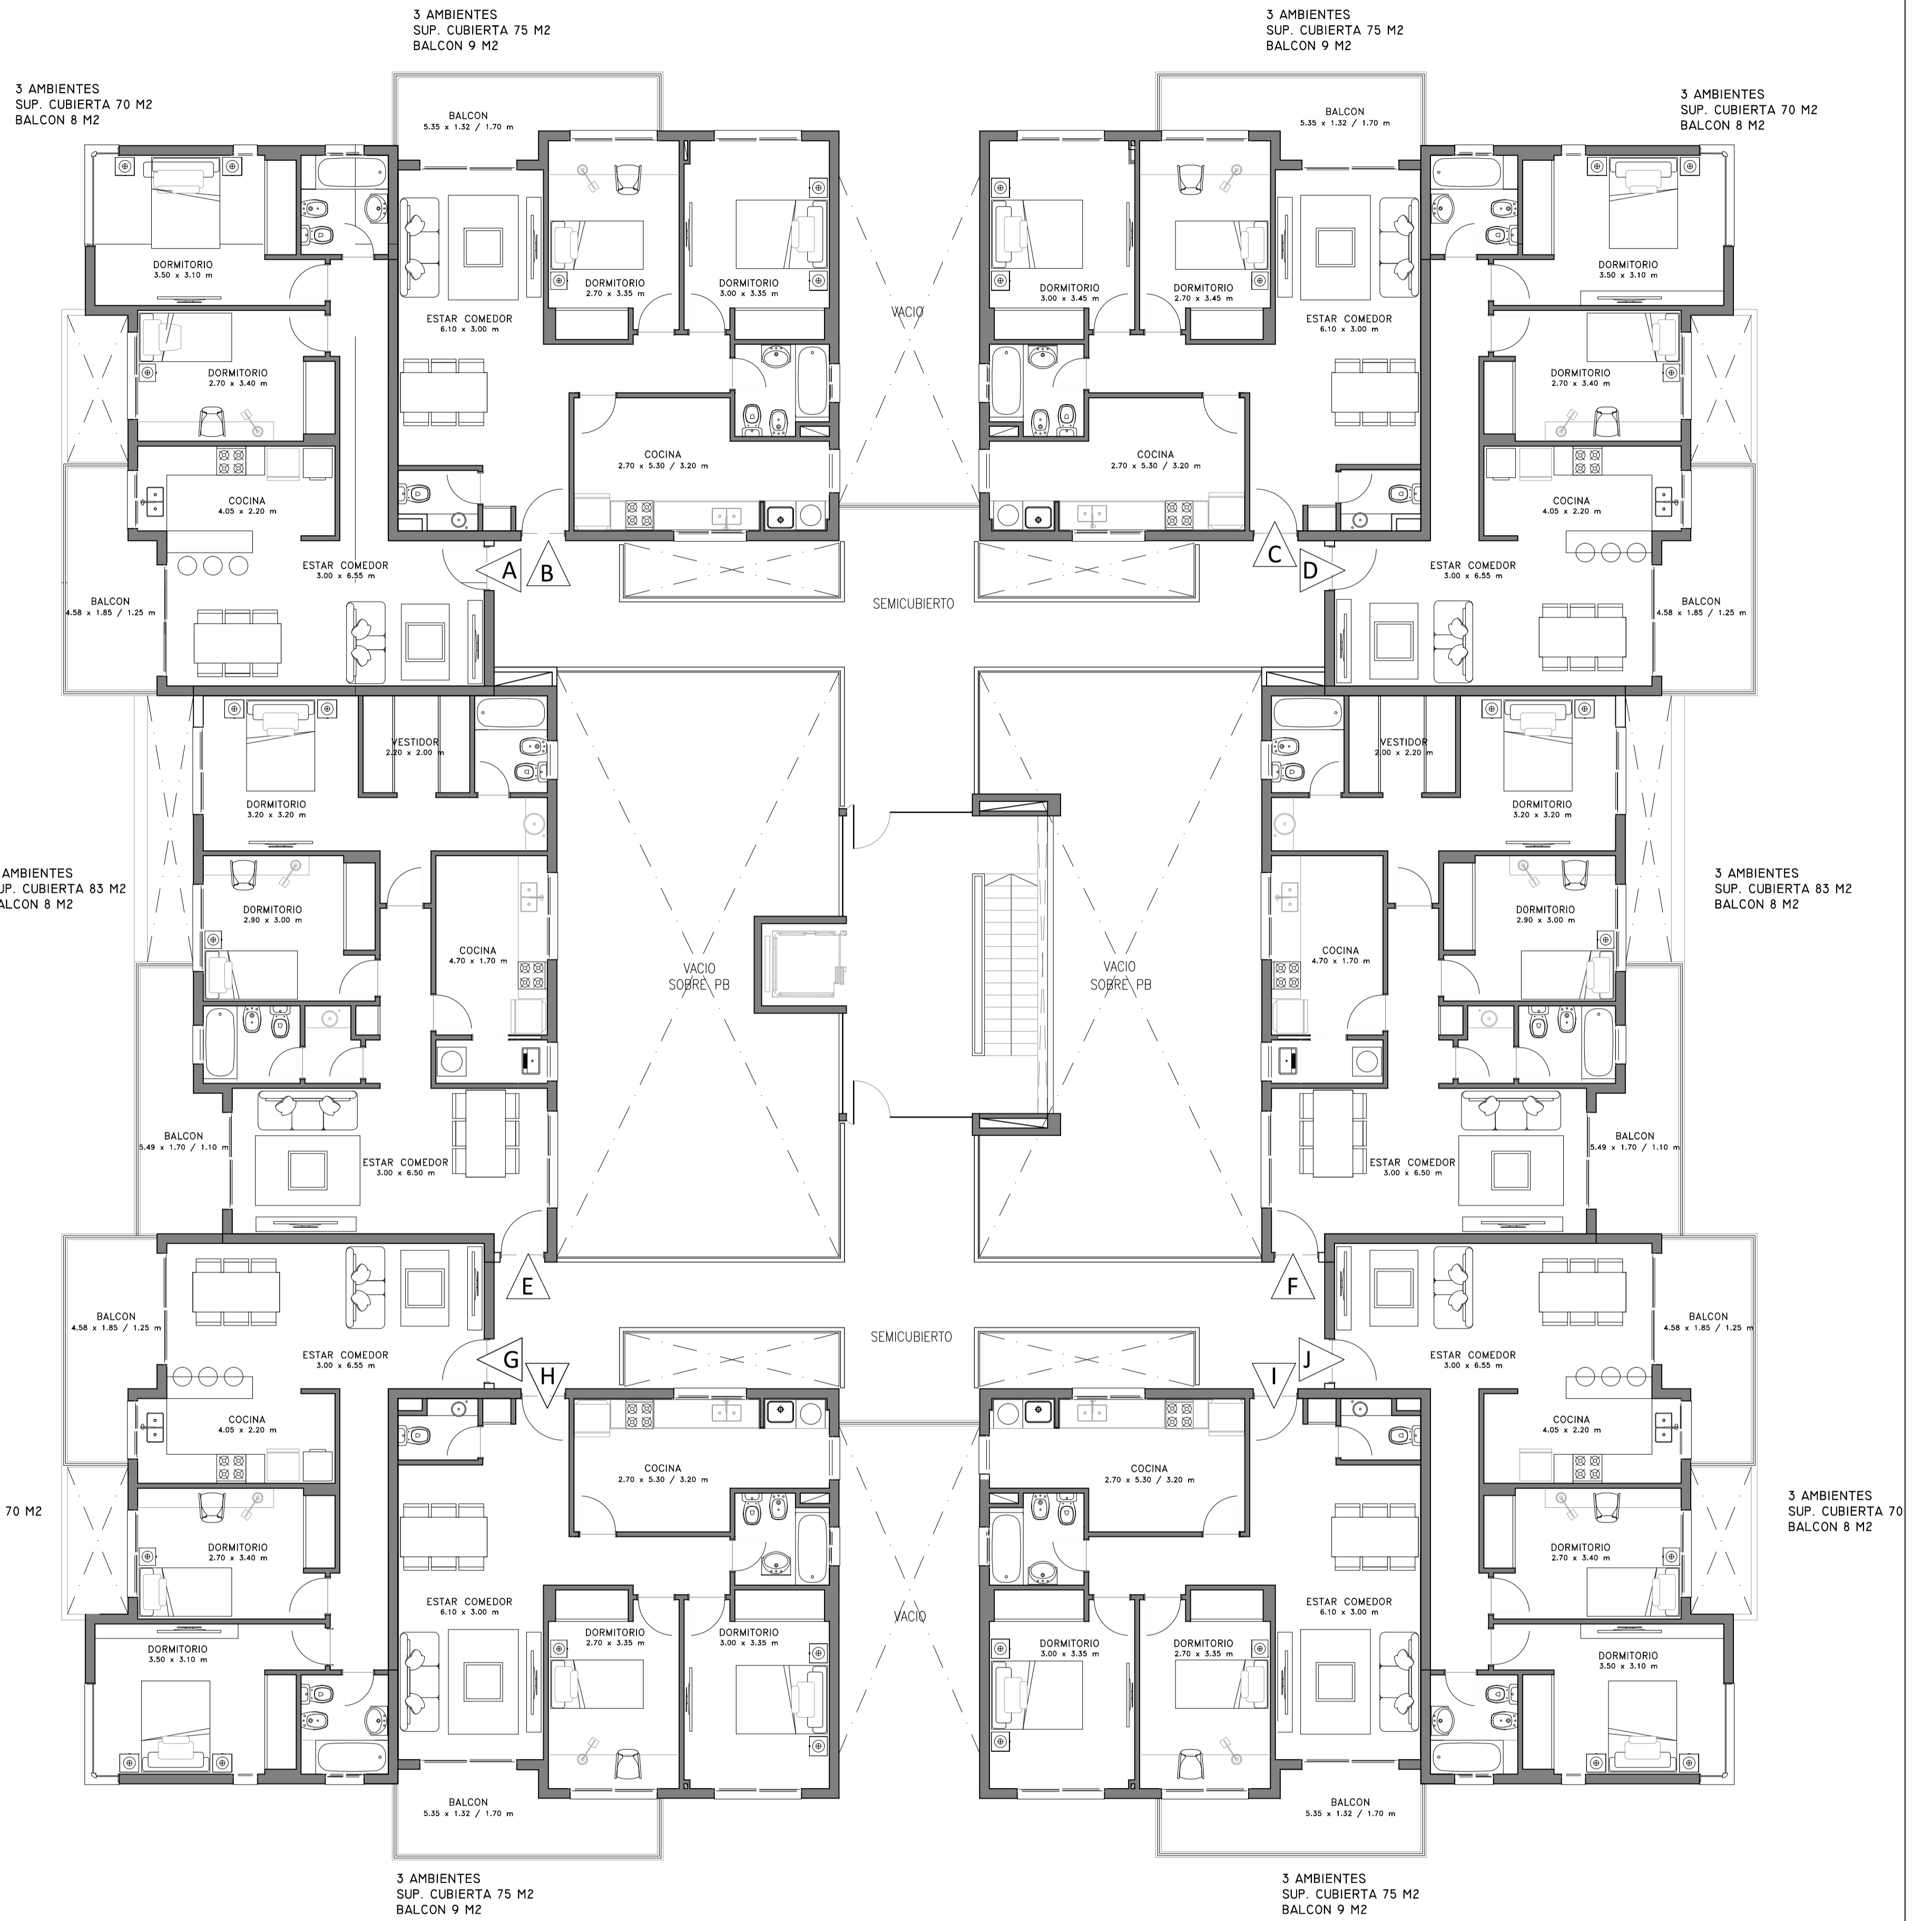 3 AMBIENTES
SUP. CUBIERTA 75 M2
BALCON 9 M2
3 AMBIENTES
SUP. CUBIERTA 75 M2
BALCON 9 M2
3 AMBIENTES
SUP. CUBIERTA 70 M2
BALCON 8 M2
3 AMBIENTES
SUP. CUBIERTA 70 M2
BALCON 8 M2
BALCON
5.35 x 1.32 / 1.70 m
BALCON
5.35 x 1.32 / 1.70 m
DORMITORIO
3.50 x 3.10 m
DORMITORIO
2.70 x 3.35 m
DORMITORIO
3.00 x 3.35 m
DORMITORIO
3.00 x 3.45 m
DORMITORIO
2.70 x 3.45 m
DORMITORIO
3.50 x 3.10 m
ESTAR COMEDOR
6.10 x 3.00 m
VACIO
ESTAR COMEDOR
6.10 x 3.00 m
DORMITORIO
2.70 x 3.40 m
DORMITORIO
2.70 x 3.40 m
COCINA
2.70 x 5.30 / 3.20 m
COCINA
2.70 x 5.30 / 3.20 m
COCINA
4.05 x 2.20 m
COCINA
4.05 x 2.20 m
ESTAR COMEDOR
3.00 x 6.55 m
A
B
C
D
ESTAR COMEDOR
3.00 x 6.55 m
BALCON
4.58 x 1.85 / 1.25 m
SEMICUBIERTO
BALCON
4.58 x 1.85 / 1.25 m
VESTIDOR
2.20 x 2.00 m
VESTIDOR
2.00 x 2.20 m
DORMITORIO
3.20 x 3.20 m
DORMITORIO
3.20 x 3.20 m
AMBIENTES
UP. CUBIERTA 83 M2
ALCON 8 M2
3 AMBIENTES
SUP. CUBIERTA 83 M2
BALCON 8 M2
DORMITORIO
2.90 x 3.00 m
DORMITORIO
2.90 x 3.00 m
COCINA
4.70 x 1.70 m
COCINA
4.70 x 1.70 m
VACIO
SOBRE PB
VACIO
SOBRE PB
BALCON
5.49 x 1.70 / 1.10 m
BALCON
5.49 x 1.70 / 1.10 m
ESTAR COMEDOR
3.00 x 6.50 m
ESTAR COMEDOR
3.00 x 6.50 m
E
F
BALCON
4.58 x 1.85 / 1.25 m
SEMICUBIERTO
BALCON
4.58 x 1.85 / 1.25 m
ESTAR COMEDOR
3.00 x 6.55 m
G
H
I
J
ESTAR COMEDOR
3.00 x 6.55 m
COCINA
4.05 x 2.20 m
COCINA
4.05 x 2.20 m
COCINA
2.70 x 5.30 / 3.20 m
COCINA
2.70 x 5.30 / 3.20 m
70 M2
3 AMBIENTES
SUP. CUBIERTA 70
BALCON 8 M2
DORMITORIO
2.70 x 3.40 m
DORMITORIO
2.70 x 3.40 m
ESTAR COMEDOR
6.10 x 3.00 m
VACIO
ESTAR COMEDOR
6.10 x 3.00 m
DORMITORIO
3.50 x 3.10 m
DORMITORIO
2.70 x 3.35 m
DORMITORIO
3.00 x 3.35 m
DORMITORIO
3.00 x 3.35 m
DORMITORIO
2.70 x 3.35 m
DORMITORIO
3.50 x 3.10 m
BALCON
5.35 x 1.32 / 1.70 m
BALCON
5.35 x 1.32 / 1.70 m
3 AMBIENTES
SUP. CUBIERTA 75 M2
BALCON 9 M2
3 AMBIENTES
SUP. CUBIERTA 75 M2
BALCON 9 M2